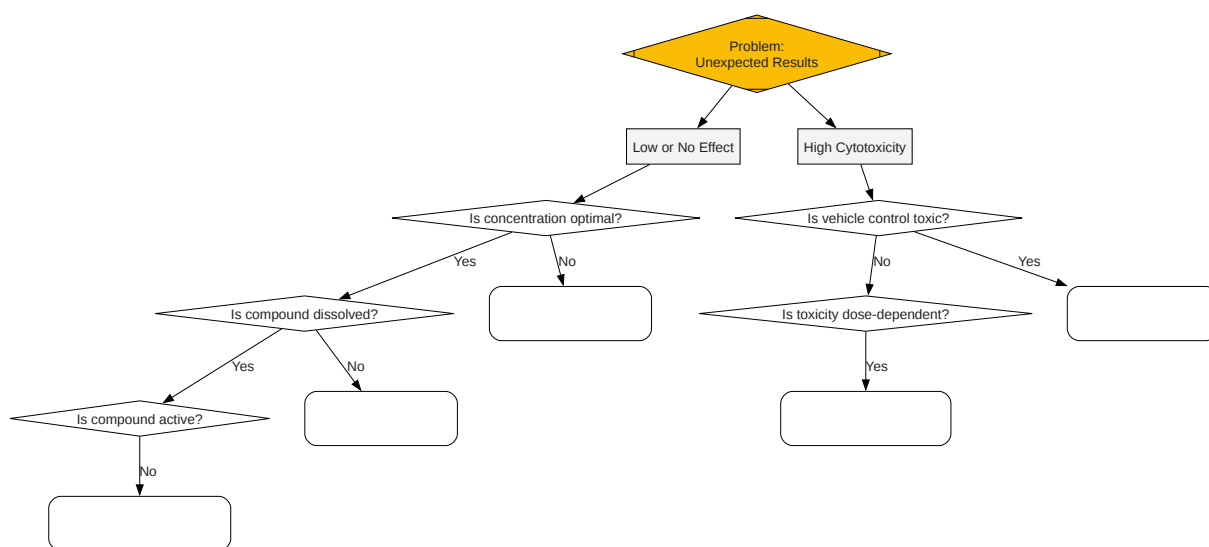 Problem:
Unexpected Results
Low or No Effect
High Cytotoxicity
Is concentration optimal?
Is vehicle control toxic?
Yes
No
No
Yes
Is compound dissolved?
Is toxicity dose-dependent?
Yes
No
Yes
Is compound active?
No